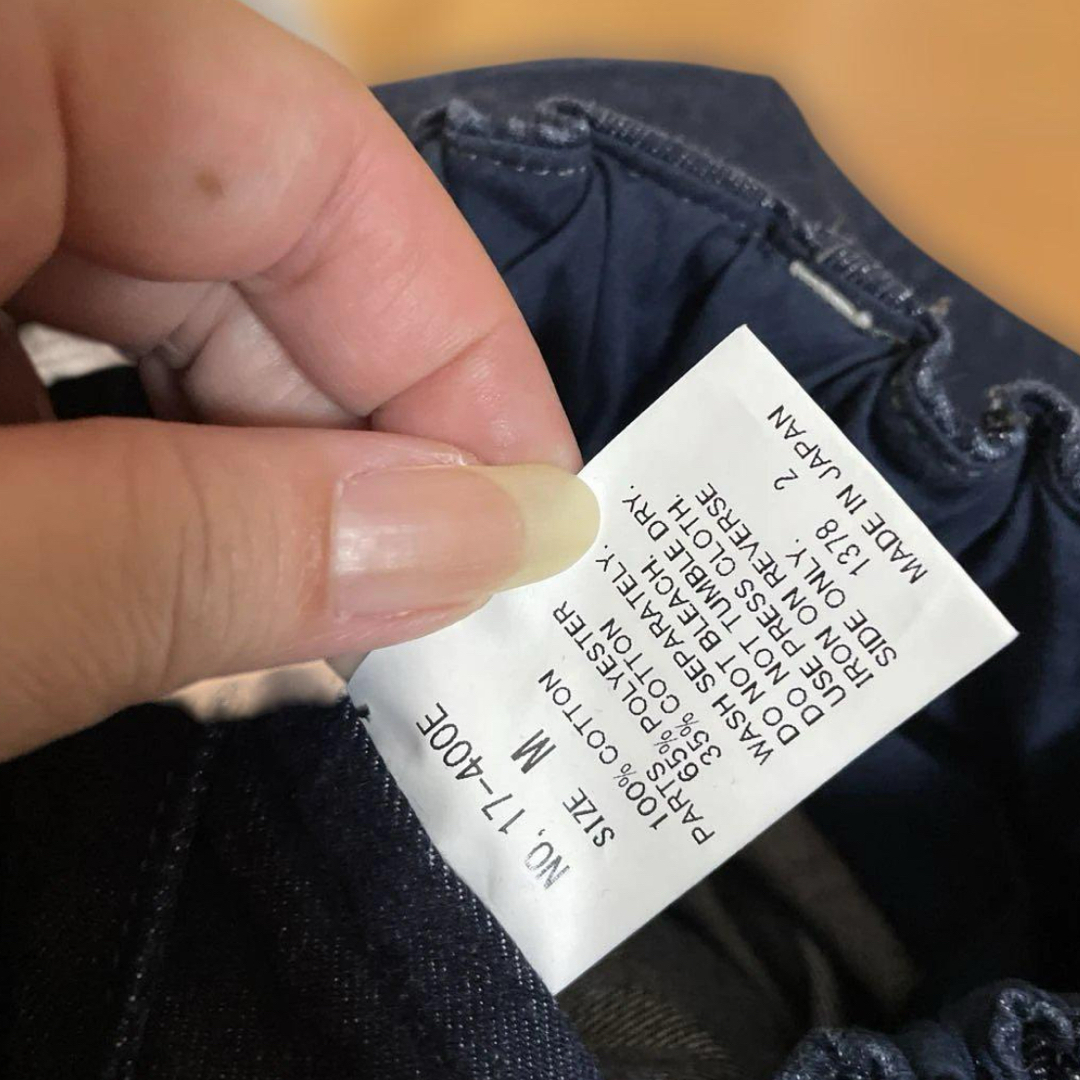 NO, 17-400E
SIZE M
100% COTTON
PARTS 65% POLYESTER
35% COTTON
WASH SEPARATELY.
DO NOT BLEACH.
DO NOT TUMBLE DRY.
USE PRESS CLOTH.
IRON ON REVERSE
SIDE ONLY.
1378 2
MADE IN JAPAN